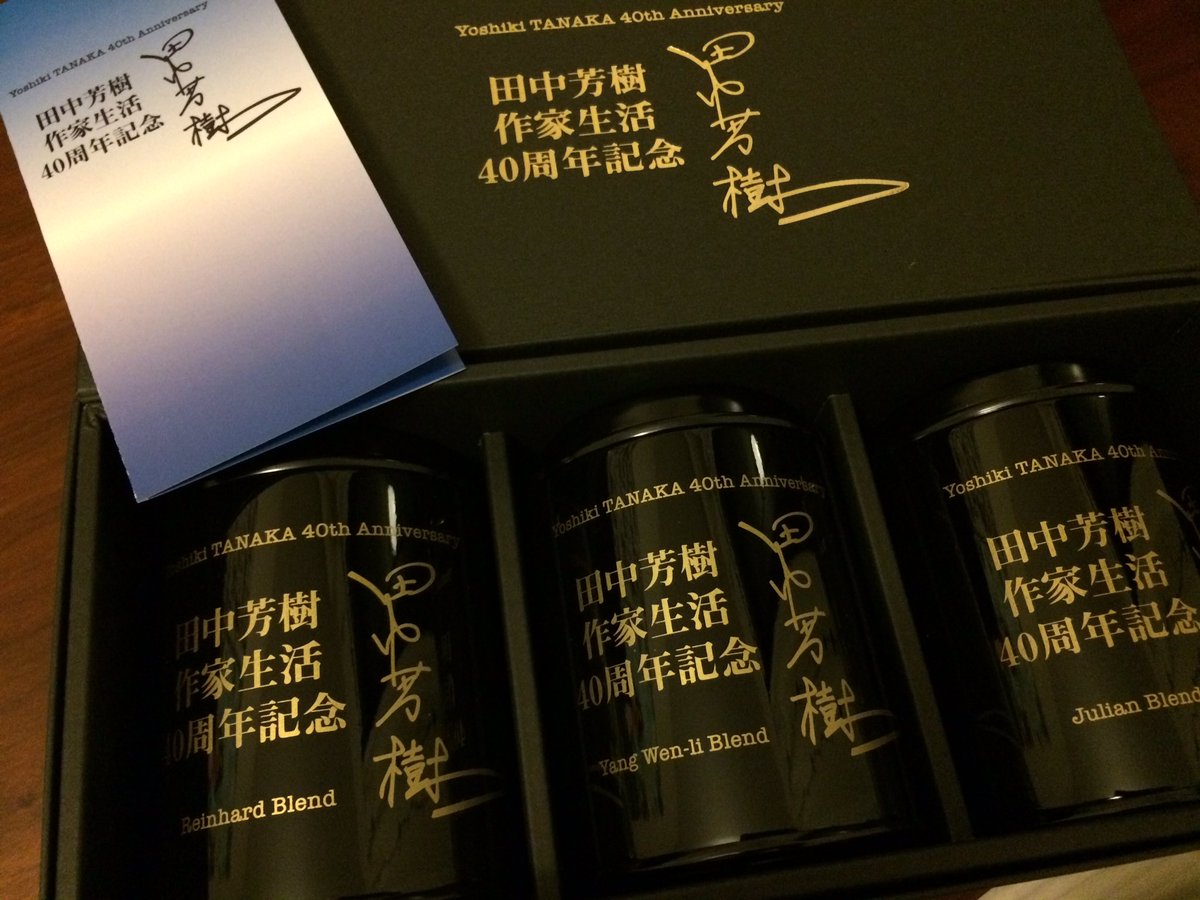 Yoshiki TANAKA 40th Anniversary
田中芳樹
作家生活
40周年記念
田中芳樹
Yoshiki TANAKA 40th Anniversary
田中芳樹
作家生活
40周年記念
田中芳樹
Yoshiki TANAKA 40th Anniversary
田中芳樹
作家生活
40周年記念
田中芳樹
Reinhard Blend
Yoshiki TANAKA 40th Anniversary
田中芳樹
作家生活
40周年記念
田中芳樹
Yang Wen-li Blend
Yoshiki TANAKA 40th
田中芳樹
作家生活
40周年記念
Julian Blend